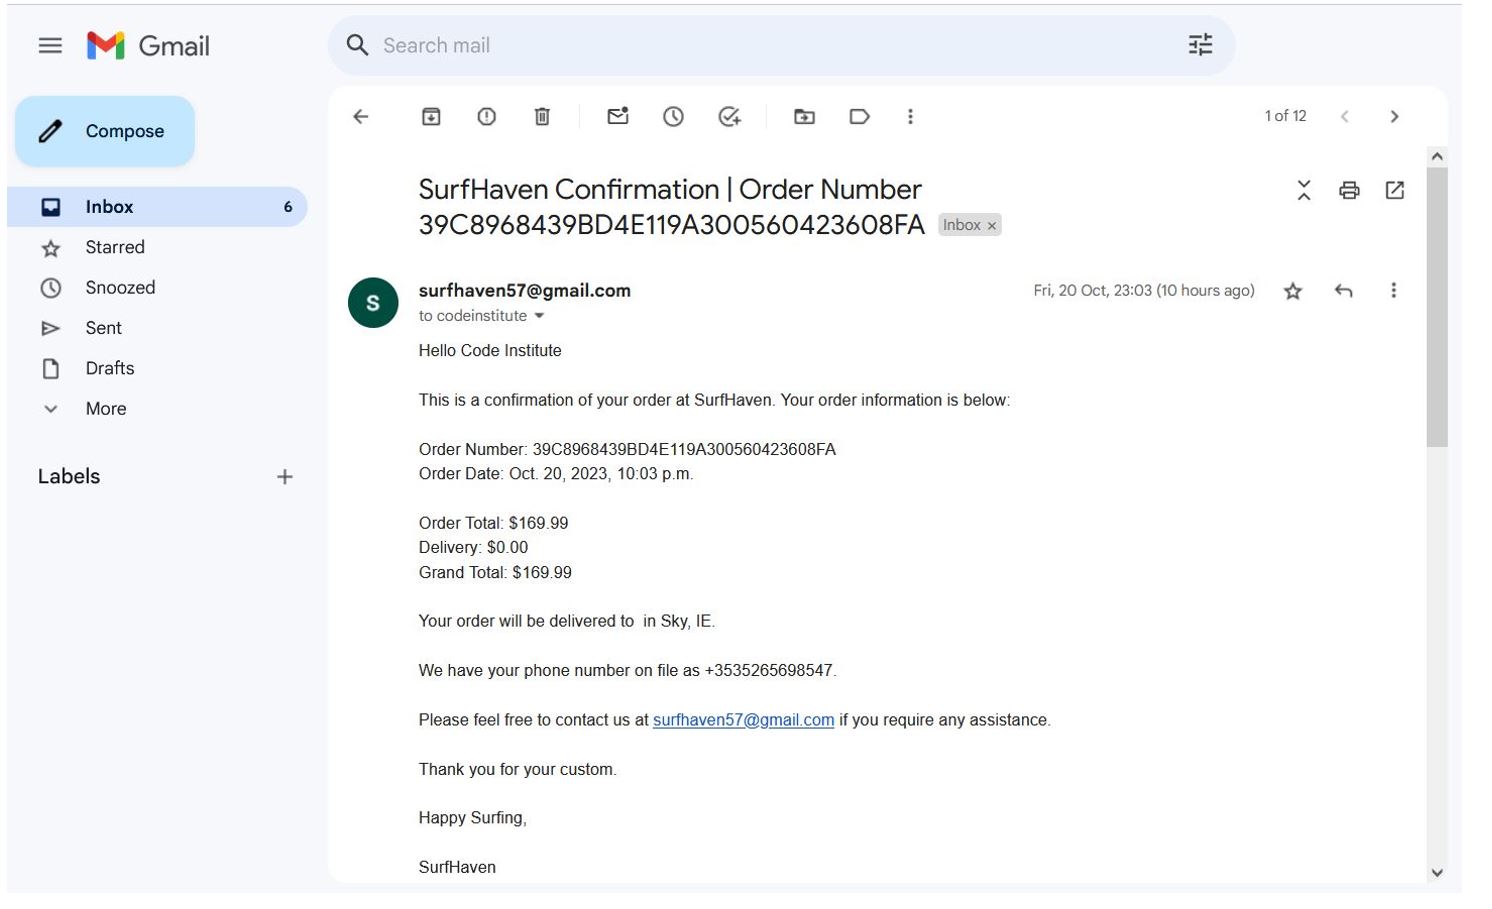 Gmail
Search mail
Compose
Inbox 6
Starred
Snoozed
Sent
Drafts
More
Labels
1 of 12
SurfHaven Confirmation | Order Number
39C8968439BD4E119A300560423608FA Inbox x
S
surfhaven57@gmail.com
Fri, 20 Oct, 23:03 (10 hours ago)
to codeinstitute
Hello Code Institute
This is a confirmation of your order at SurfHaven. Your order information is below:
Order Number: 39C8968439BD4E119A300560423608FA
Order Date: Oct. 20, 2023, 10:03 p.m.
Order Total: $169.99
Delivery: $0.00
Grand Total: $169.99
Your order will be delivered to  in Sky, IE.
We have your phone number on file as +3535265698547.
Please feel free to contact us at surfhaven57@gmail.com if you require any assistance.
Thank you for your custom.
Happy Surfing,
SurfHaven